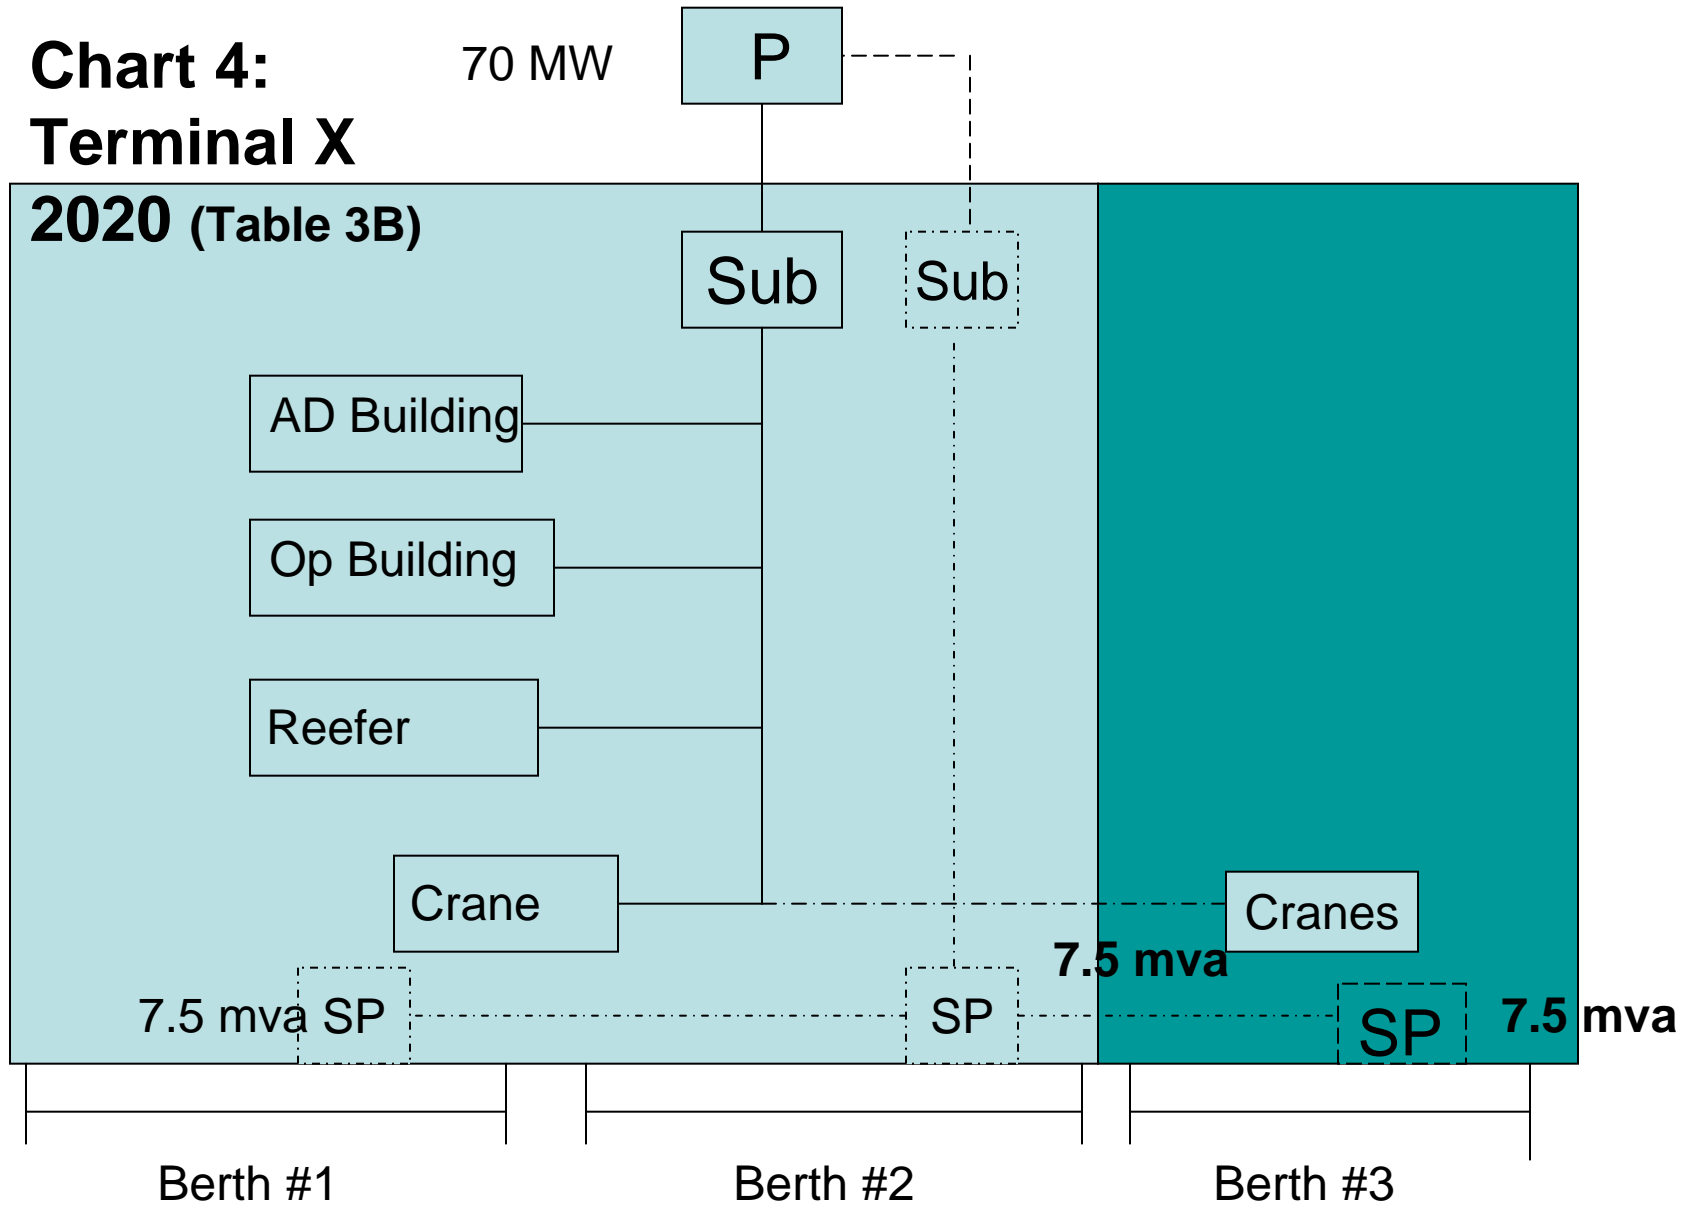 Chart 4:
Terminal X
2020 (Table 3B)
70 MW
P
Sub
Sub
AD Building
Op Building
Reefer
Crane
Cranes
7.5 mva
7.5 mva
SP
SP
SP
7.5 mva
Berth #1
Berth #2
Berth #3